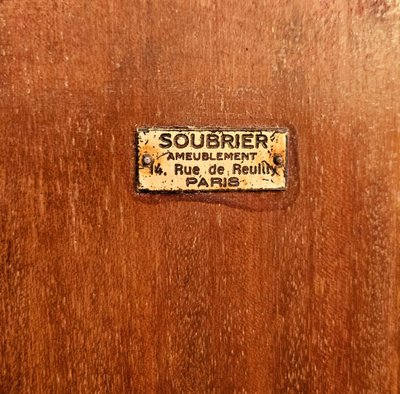 SOUBRIER
AMEUBLEMENT
14, Rue de Reuilly
PARIS